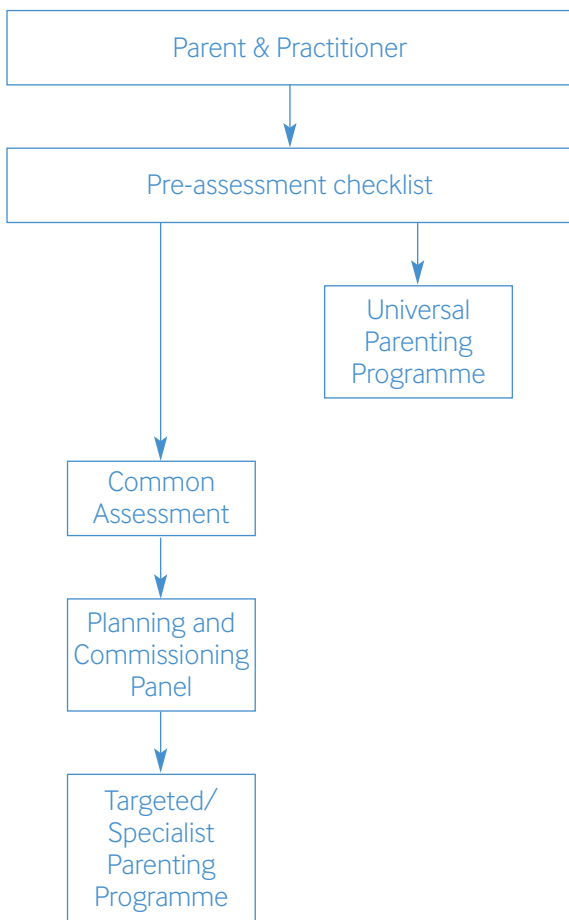 Parent & Practitioner
Pre-assessment checklist
Universal
Parenting
Programme
Common
Assessment
Planning and
Commissioning
Panel
Targeted/
Specialist
Parenting
Programme